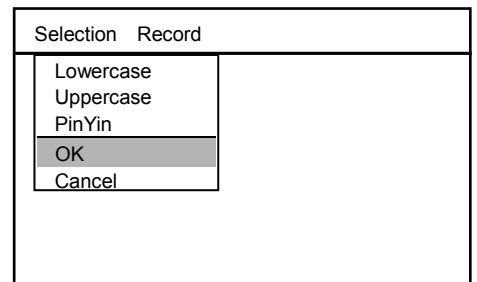 Selection Record
Lowercase
Uppercase
PinYin
OK
Cancel